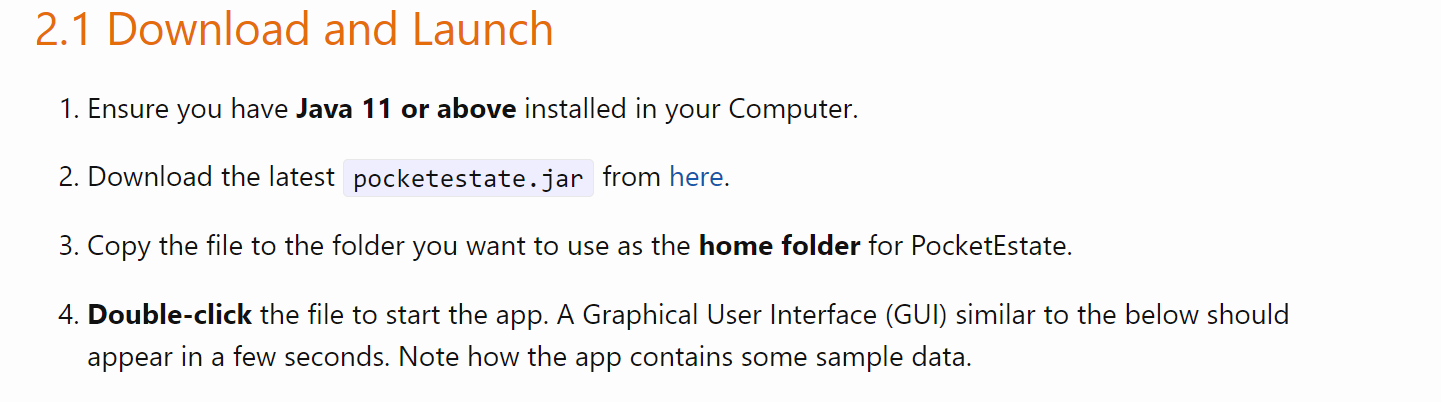 2.1 Download and Launch
1. Ensure you have Java 11 or above installed in your Computer.
2. Download the latest pocketestate.jar from here.
3. Copy the file to the folder you want to use as the home folder for PocketEstate.
4. Double-click the file to start the app. A Graphical User Interface (GUI) similar to the below should
appear in a few seconds. Note how the app contains some sample data.